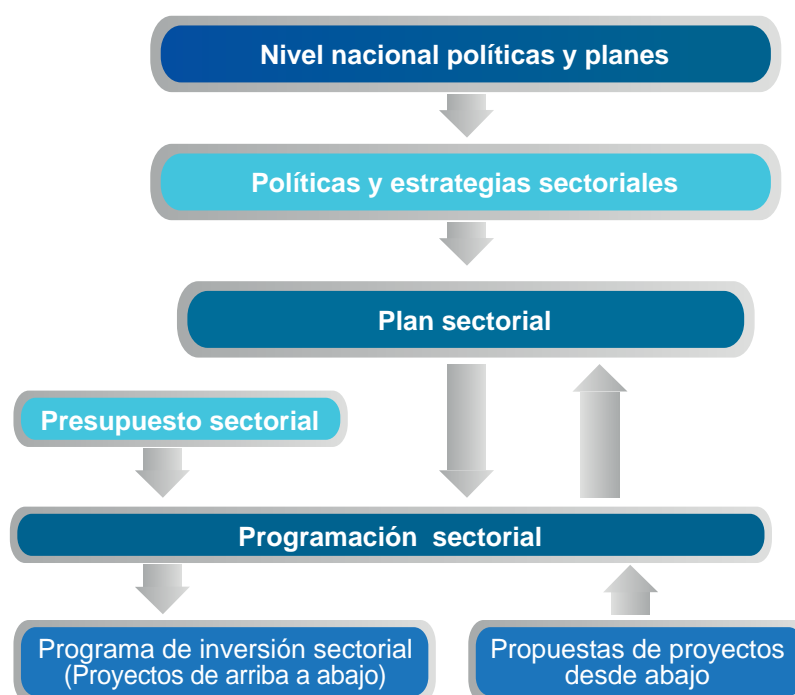 Nivel nacional políticas y planes
Políticas y estrategias sectoriales
Plan sectorial
Presupuesto sectorial
Programación sectorial
Programa de inversión sectorial
(Proyectos de arriba a abajo)
Propuestas de proyectos
desde abajo